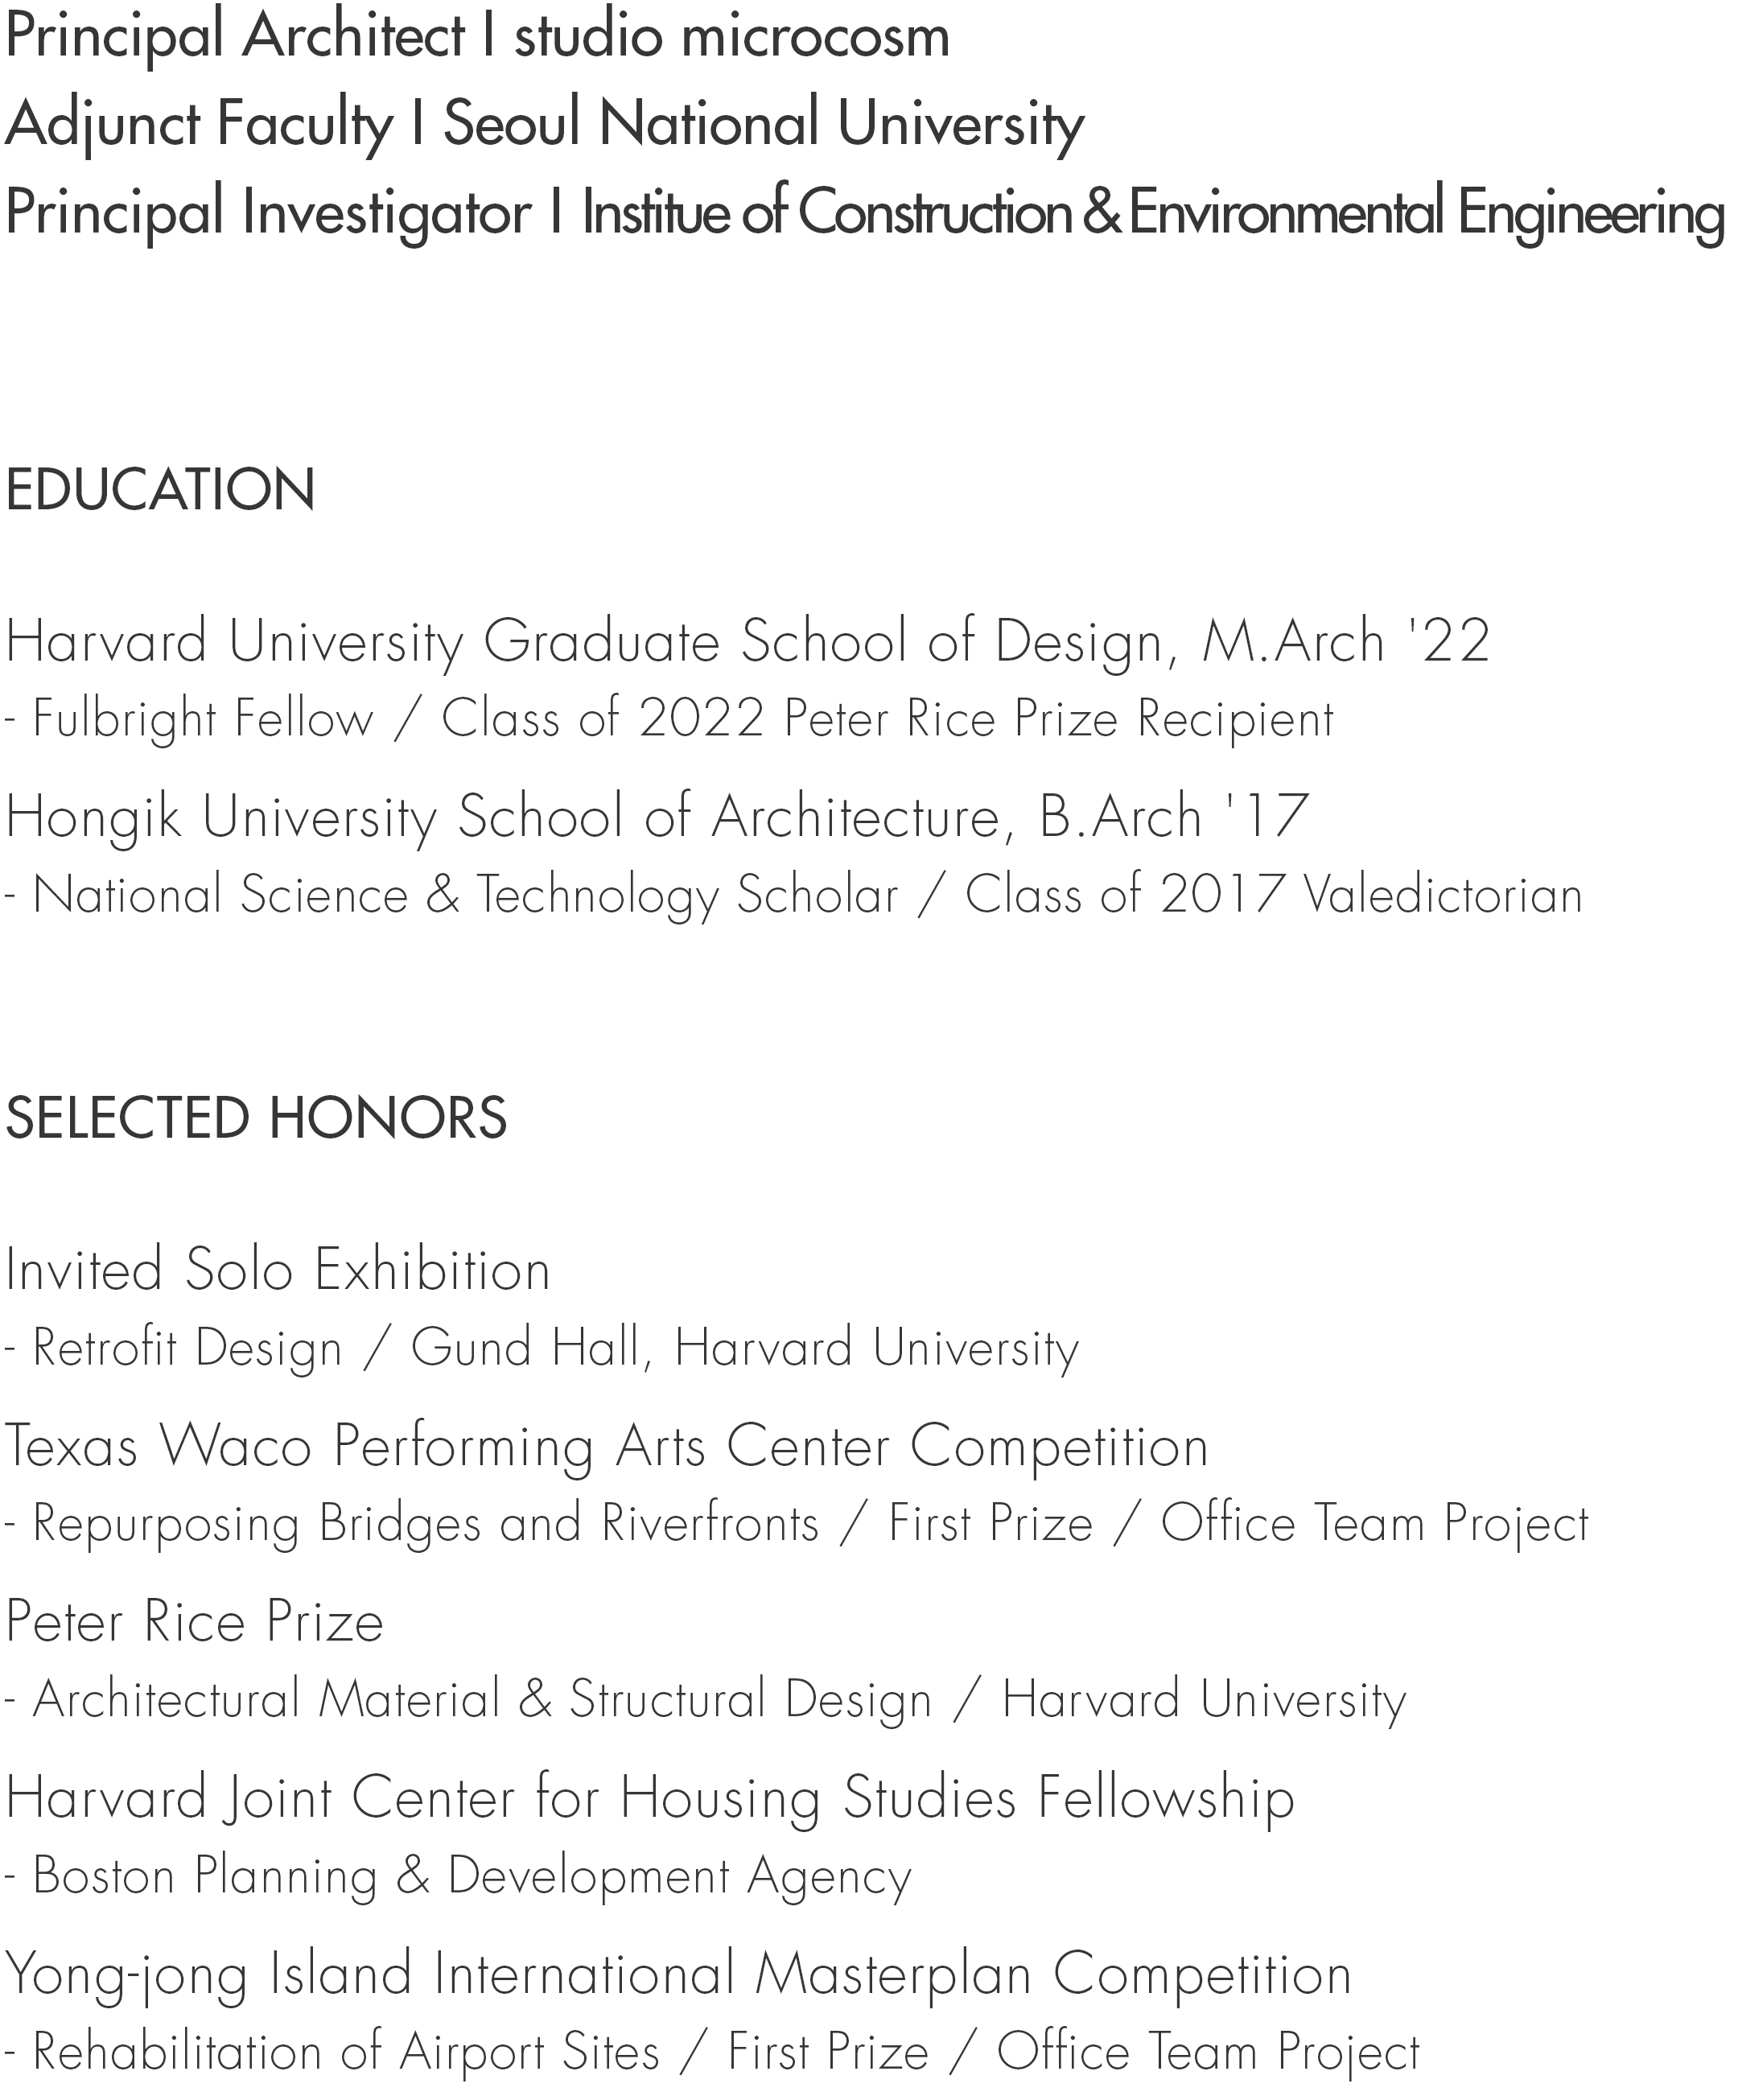 Principal Architect I studio microcosm
Adjunct Faculty I Seoul National University
Principal Investigator I Institue of Construction & Environmental Engineering
EDUCATION
Harvard University Graduate School of Design, M.Arch '22
- Fulbright Fellow / Class of 2022 Peter Rice Prize Recipient
Hongik University School of Architecture, B.Arch '17
- National Science & Technology Scholar / Class of 2017 Valedictorian
SELECTED HONORS
Invited Solo Exhibition
- Retrofit Design / Gund Hall, Harvard University
Texas Waco Performing Arts Center Competition
- Repurposing Bridges and Riverfronts / First Prize / Office Team Project
Peter Rice Prize
- Architectural Material & Structural Design / Harvard University
Harvard Joint Center for Housing Studies Fellowship
- Boston Planning & Development Agency
Yong-jong Island International Masterplan Competition
- Rehabilitation of Airport Sites / First Prize / Office Team Project